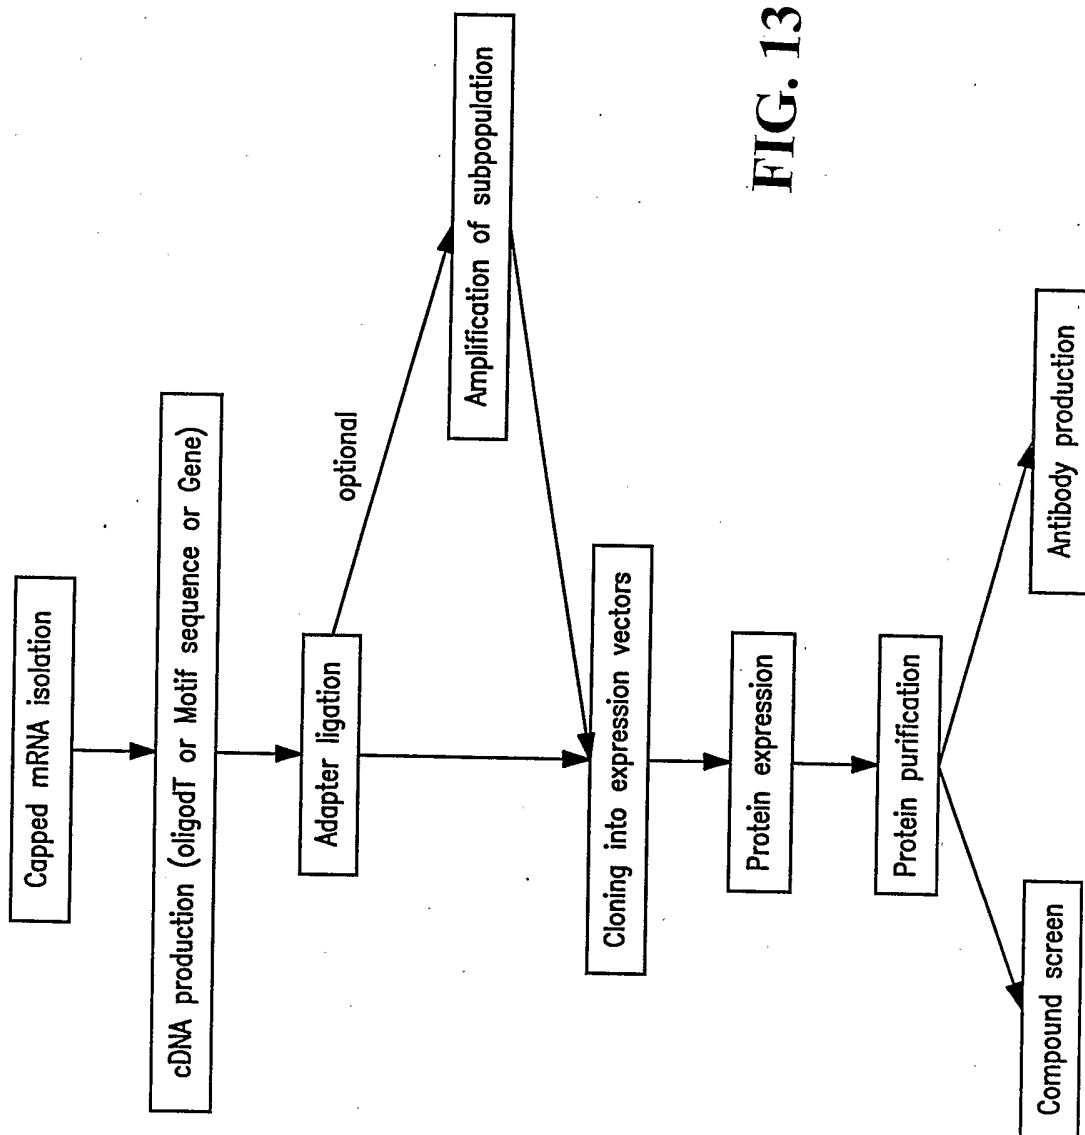 Capped mRNA isolation
cDNA production (oligodT or Motif sequence or Gene)
Adapter ligation
optional
Amplification of subpopulation
Cloning into expression vectors
Protein expression
Protein purification
Compound screen
Antibody production
FIG. 13